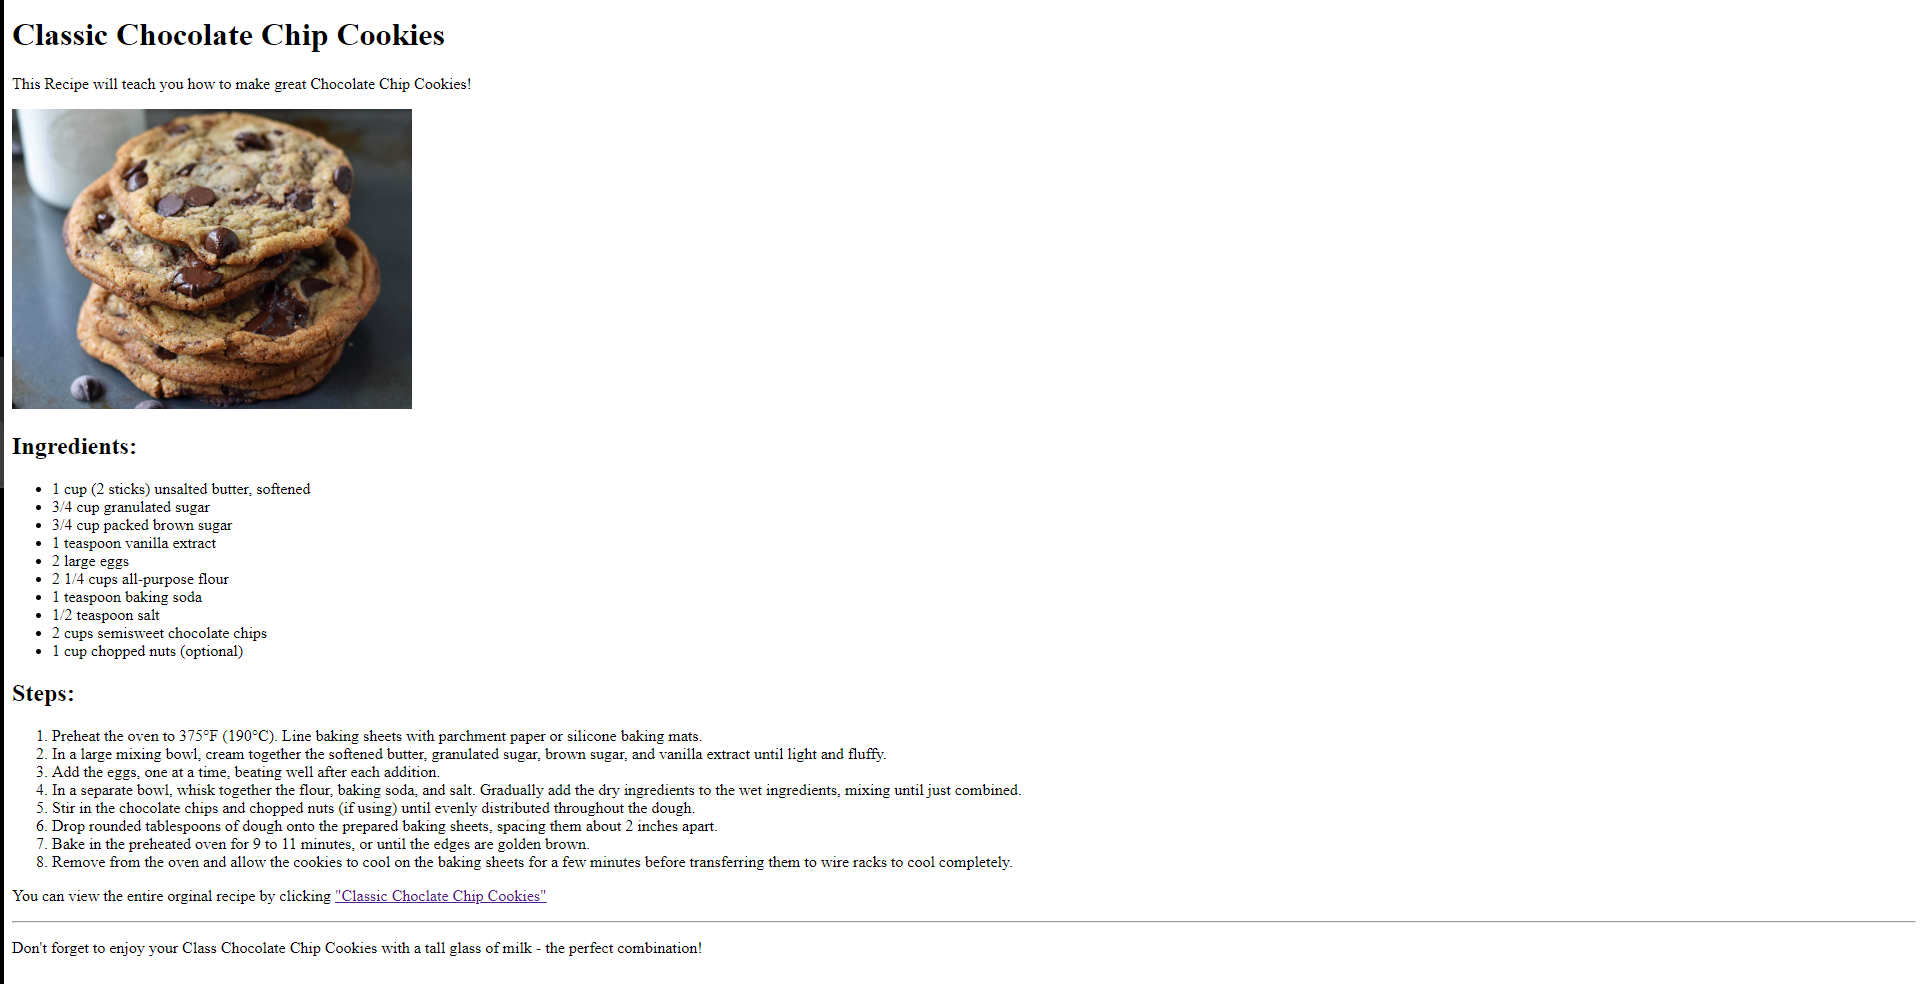 Classic Chocolate Chip Cookies
This Recipe will teach you how to make great Chocolate Chip Cookies!
Ingredients:
• 1 cup (2 sticks) unsalted butter, softened
• 3/4 cup granulated sugar
• 3/4 cup packed brown sugar
• 1 teaspoon vanilla extract
• 2 large eggs
• 2 1/4 cups all-purpose flour
• 1 teaspoon baking soda
• 1/2 teaspoon salt
• 2 cups semisweet chocolate chips
• 1 cup chopped nuts (optional)
Steps:
1. Preheat the oven to 375°F (190°C). Line baking sheets with parchment paper or silicone baking mats.
2. In a large mixing bowl, cream together the softened butter, granulated sugar, brown sugar, and vanilla extract until light and fluffy.
3. Add the eggs, one at a time, beating well after each addition.
4. In a separate bowl, whisk together the flour, baking soda, and salt. Gradually add the dry ingredients to the wet ingredients, mixing until just combined.
5. Stir in the chocolate chips and chopped nuts (if using) until evenly distributed throughout the dough.
6. Drop rounded tablespoons of dough onto the prepared baking sheets, spacing them about 2 inches apart.
7. Bake in the preheated oven for 9 to 11 minutes, or until the edges are golden brown.
8. Remove from the oven and allow the cookies to cool on the baking sheets for a few minutes before transferring them to wire racks to cool completely.
You can view the entire orginal recipe by clicking "Classic Choclate Chip Cookies"
Don't forget to enjoy your Class Chocolate Chip Cookies with a tall glass of milk - the perfect combination!